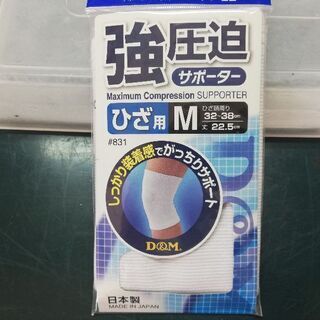 強圧迫
サポーター
Maximum Compression SUPPORTER
ひざ用 M
ひざ頭周り
32-38cm
丈 22.5cm
#831
しっかり装着感でがっちりサポート
D&M
D&M
日本製
MADE IN JAPAN